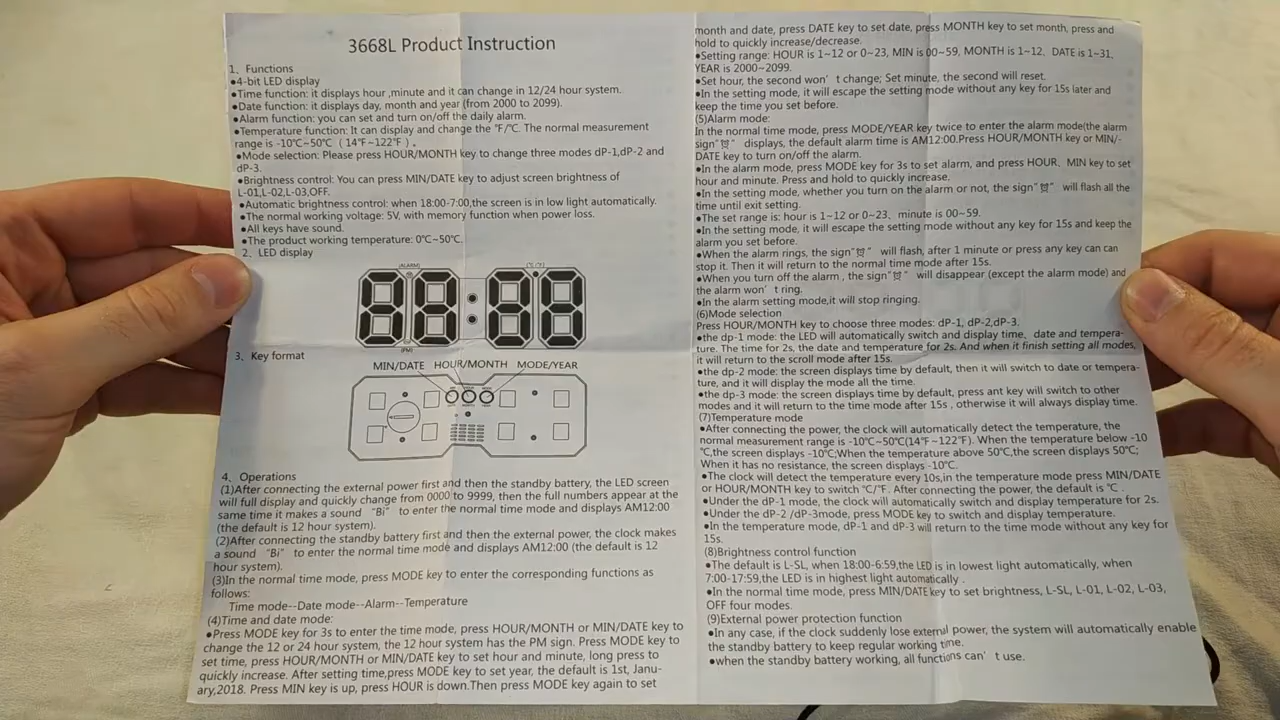 3668L Product Instruction
1、Functions
●4-bit LED display
●Time function: it displays hour ,minute and it can change in 12/24 hour system.
●Date function: it displays day, month and year (from 2000 to 2099).
●Alarm function: you can set and turn on/off the daily alarm.
●Temperature function: It can display and change the °F/℃. The normal measurement
range is -10℃~50℃ ( 14°F~122°F ) 。
●Mode selection: Please press HOUR/MONTH key to change three modes dP-1,dP-2 and
dP-3.
●Brightness control: You can press MIN/DATE key to adjust screen brightness of
L-01,L-02,L-03,OFF.
●Automatic brightness control: when 18:00-7:00,the screen is in low light automatically.
●The normal working voltage: 5V, with memory function when power loss.
●All keys have sound.
●The product working temperature: 0℃~50℃.
2、LED display
(ALARM)
88:88
(PM)
3、Key format
MIN/DATE HOUR/MONTH MODE/YEAR
4、Operations
(1)After connecting the external power first and then the standby battery, the LED screen
will full display and quickly change from 0000 to 9999, then the full numbers appear at the
same time it makes a sound “Bi” to enter the normal time mode and displays AM12:00
(the default is 12 hour system).
(2)After connecting the standby battery first and then the external power, the clock makes
a sound “Bi” to enter the normal time mode and displays AM12:00 (the default is 12
hour system).
(3)In the normal time mode, press MODE key to enter the corresponding functions as
follows:
Time mode--Date mode--Alarm--Temperature
(4)Time and date mode:
●Press MODE key for 3s to enter the time mode, press HOUR/MONTH or MIN/DATE key to
change the 12 or 24 hour system, the 12 hour system has the PM sign. Press MODE key to
set time, press HOUR/MONTH or MIN/DATE key to set hour and minute, long press to
quickly increase. After setting time,press MODE key to set year, the default is 1st, Janu-
ary,2018. Press MIN key is up, press HOUR is down.Then press MODE key again to set
month and date, press DATE key to set date, press MONTH key to set month, press and
hold to quickly increase/decrease.
●Setting range: HOUR is 1~12 or 0~23, MIN is 00~59, MONTH is 1~12、DATE is 1~31,
YEAR is 2000~2099.
●Set hour, the second won’t change; Set minute, the second will reset.
●In the setting mode, it will escape the setting mode without any key for 15s later and
keep the time you set before.
(5)Alarm mode:
In the normal time mode, press MODE/YEAR key twice to enter the alarm mode(the alarm
sign“ ” displays, the default alarm time is AM12:00.Press HOUR/MONTH key or MIN/-
DATE key to turn on/off the alarm.
●In the alarm mode, press MODE key for 3s to set alarm, and press HOUR、MIN key to set
hour and minute. Press and hold to quickly increase.
●In the setting mode, whether you turn on the alarm or not, the sign“ ” will flash all the
time until exit setting.
●The set range is: hour is 1~12 or 0~23、minute is 00~59.
●In the setting mode, it will escape the setting mode without any key for 15s and keep the
alarm you set before.
●When the alarm rings, the sign“ ” will flash, after 1 minute or press any key can can
stop it. Then it will return to the normal time mode after 15s.
●When you turn off the alarm , the sign“ ” will disappear (except the alarm mode) and
the alarm won’t ring.
●In the alarm setting mode,it will stop ringing.
(6)Mode selection
Press HOUR/MONTH key to choose three modes: dP-1, dP-2,dP-3.
●the dp-1 mode: the LED will automatically switch and display time、date and tempera-
ture. The time for 2s, the date and temperature for 2s. And when it finish setting all modes,
it will return to the scroll mode after 15s.
●the dp-2 mode: the screen displays time by default, then it will switch to date or tempera-
ture, and it will display the mode all the time.
●the dp-3 mode: the screen displays time by default, press ant key will switch to other
modes and it will return to the time mode after 15s , otherwise it will always display time.
(7)Temperature mode
●After connecting the power, the clock will automatically detect the temperature, the
normal measurement range is -10℃~50℃(14°F~122°F). When the temperature below -10
℃,the screen displays -10℃;When the temperature above 50℃,the screen displays 50℃;
When it has no resistance, the screen displays -10℃.
●The clock will detect the temperature every 10s,in the temperature mode press MIN/DATE
or HOUR/MONTH key to switch ℃/°F. After connecting the power, the default is ℃ .
●Under the dP-1 mode, the clock will automatically switch and display temperature for 2s.
●Under the dP-2 /dP-3mode, press MODE key to switch and display temperature.
●In the temperature mode, dP-1 and dP-3 will return to the time mode without any key for
15s.
(8)Brightness control function
●The default is L-SL, when 18:00-6:59,the LED is in lowest light automatically, when
7:00-17:59,the LED is in highest light automatically .
●In the normal time mode, press MIN/DATE key to set brightness, L-SL, L-01, L-02, L-03,
OFF four modes.
(9)External power protection function
●In any case, if the clock suddenly lose external power, the system will automatically enable
the standby battery to keep regular working time.
●when the standby battery working, all functions can’t use.